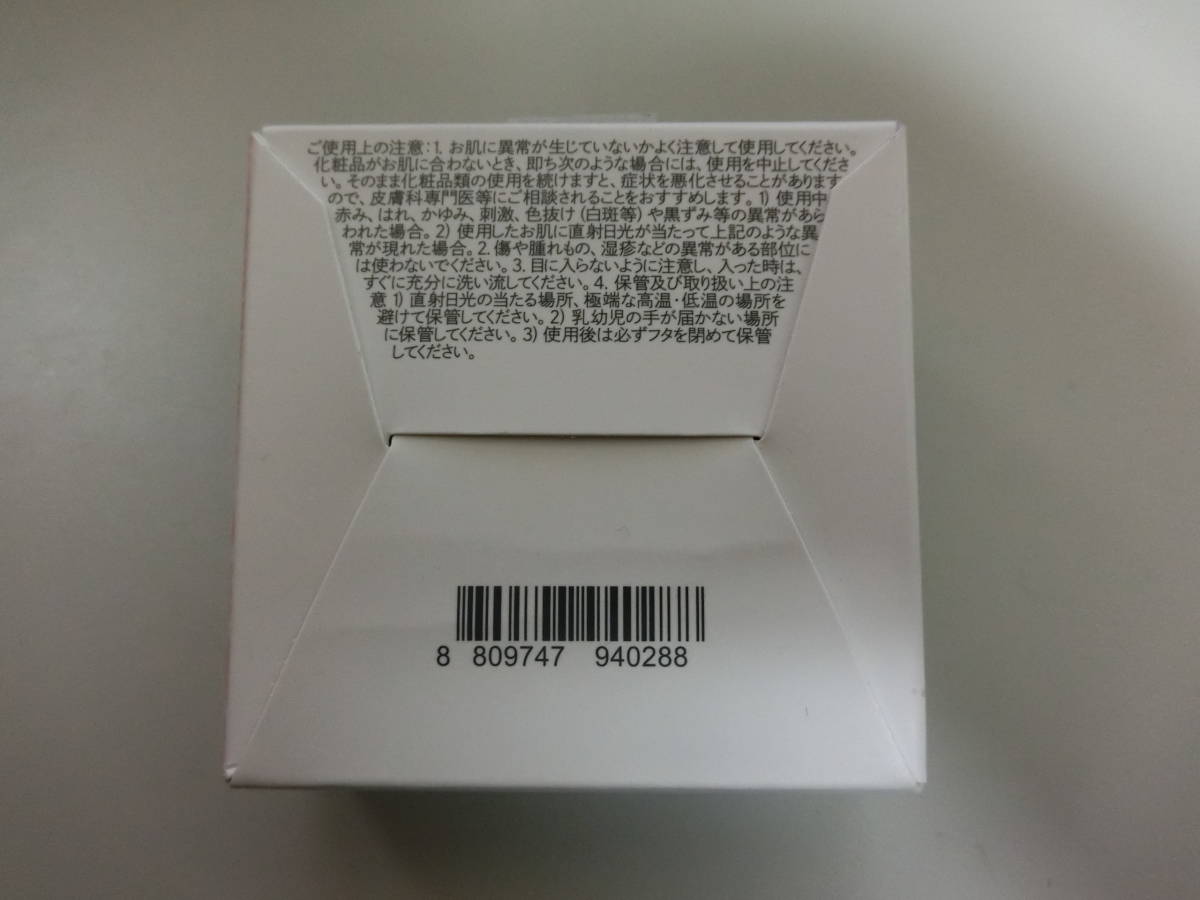 ご使用上の注意：1. お肌に異常が生じていないかよく注意して使用してください。
化粧品がお肌に合わないとき、即ち次のような場合には、使用を中止してくださ
い。そのまま化粧品類の使用を続けますと、症状を悪化させることがあります
ので、皮膚科専門医等にご相談されることをおすすめします。1) 使用中
赤み、はれ、かゆみ、刺激、色抜け（白斑等）や黒ずみ等の異常があら
われた場合。2) 使用したお肌に直射日光が当たって上記のような異
常が現れた場合。2. 傷や腫れもの、湿疹などの異常がある部位に
は使わないでください。3. 目に入らないように注意し、入った時は、
すぐに充分に洗い流してください。4. 保管及び取り扱い上の注
意 1) 直射日光の当たる場所、極端な高温・低温の場所を
避けて保管してください。2) 乳幼児の手が届かない場所
に保管してください。3) 使用後は必ずフタを閉めて保管
してください。
8 809747 940288